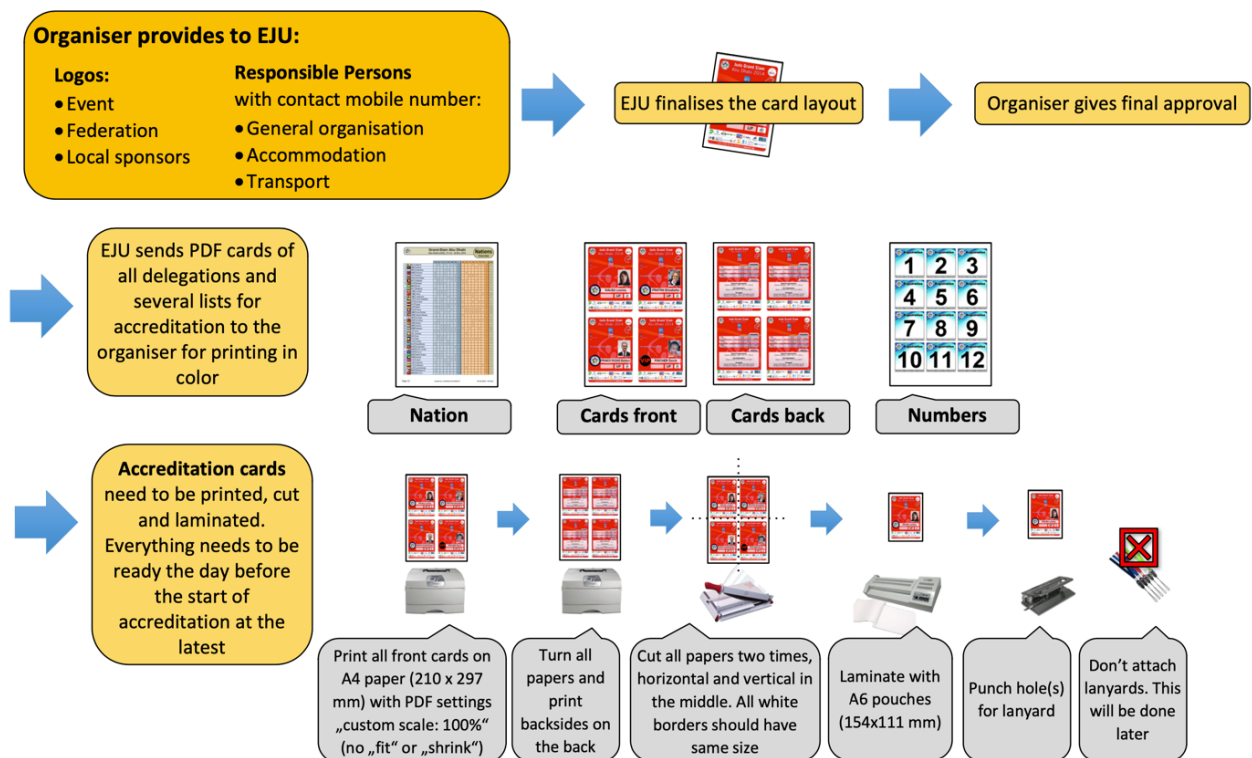 Organiser provides to EJU:
Logos:
• Event
• Federation
• Local sponsors
Responsible Persons
with contact mobile number:
• General organisation
• Accommodation
• Transport
EJU finalises the card layout
Organiser gives final approval
EJU sends PDF cards of
all delegations and
several lists for
accreditation to the
organiser for printing in
color
Nation
Cards front
Cards back
1 2 3
4 5 6
7 8 9
10 11 12
Numbers
Accreditation cards
need to be printed, cut
and laminated.
Everything needs to be
ready the day before
the start of
accreditation at the
latest
Print all front cards on
A4 paper (210 x 297
mm) with PDF settings
„custom scale: 100%“
(no „fit“ or „shrink“)
Turn all
papers and
print
backsides on
the back
Cut all papers two times,
horizontal and vertical in
the middle. All white
borders should have
same size
Laminate with
A6 pouches
(154x111 mm)
Punch hole(s)
for lanyard
Don’t attach
lanyards. This
will be done
later